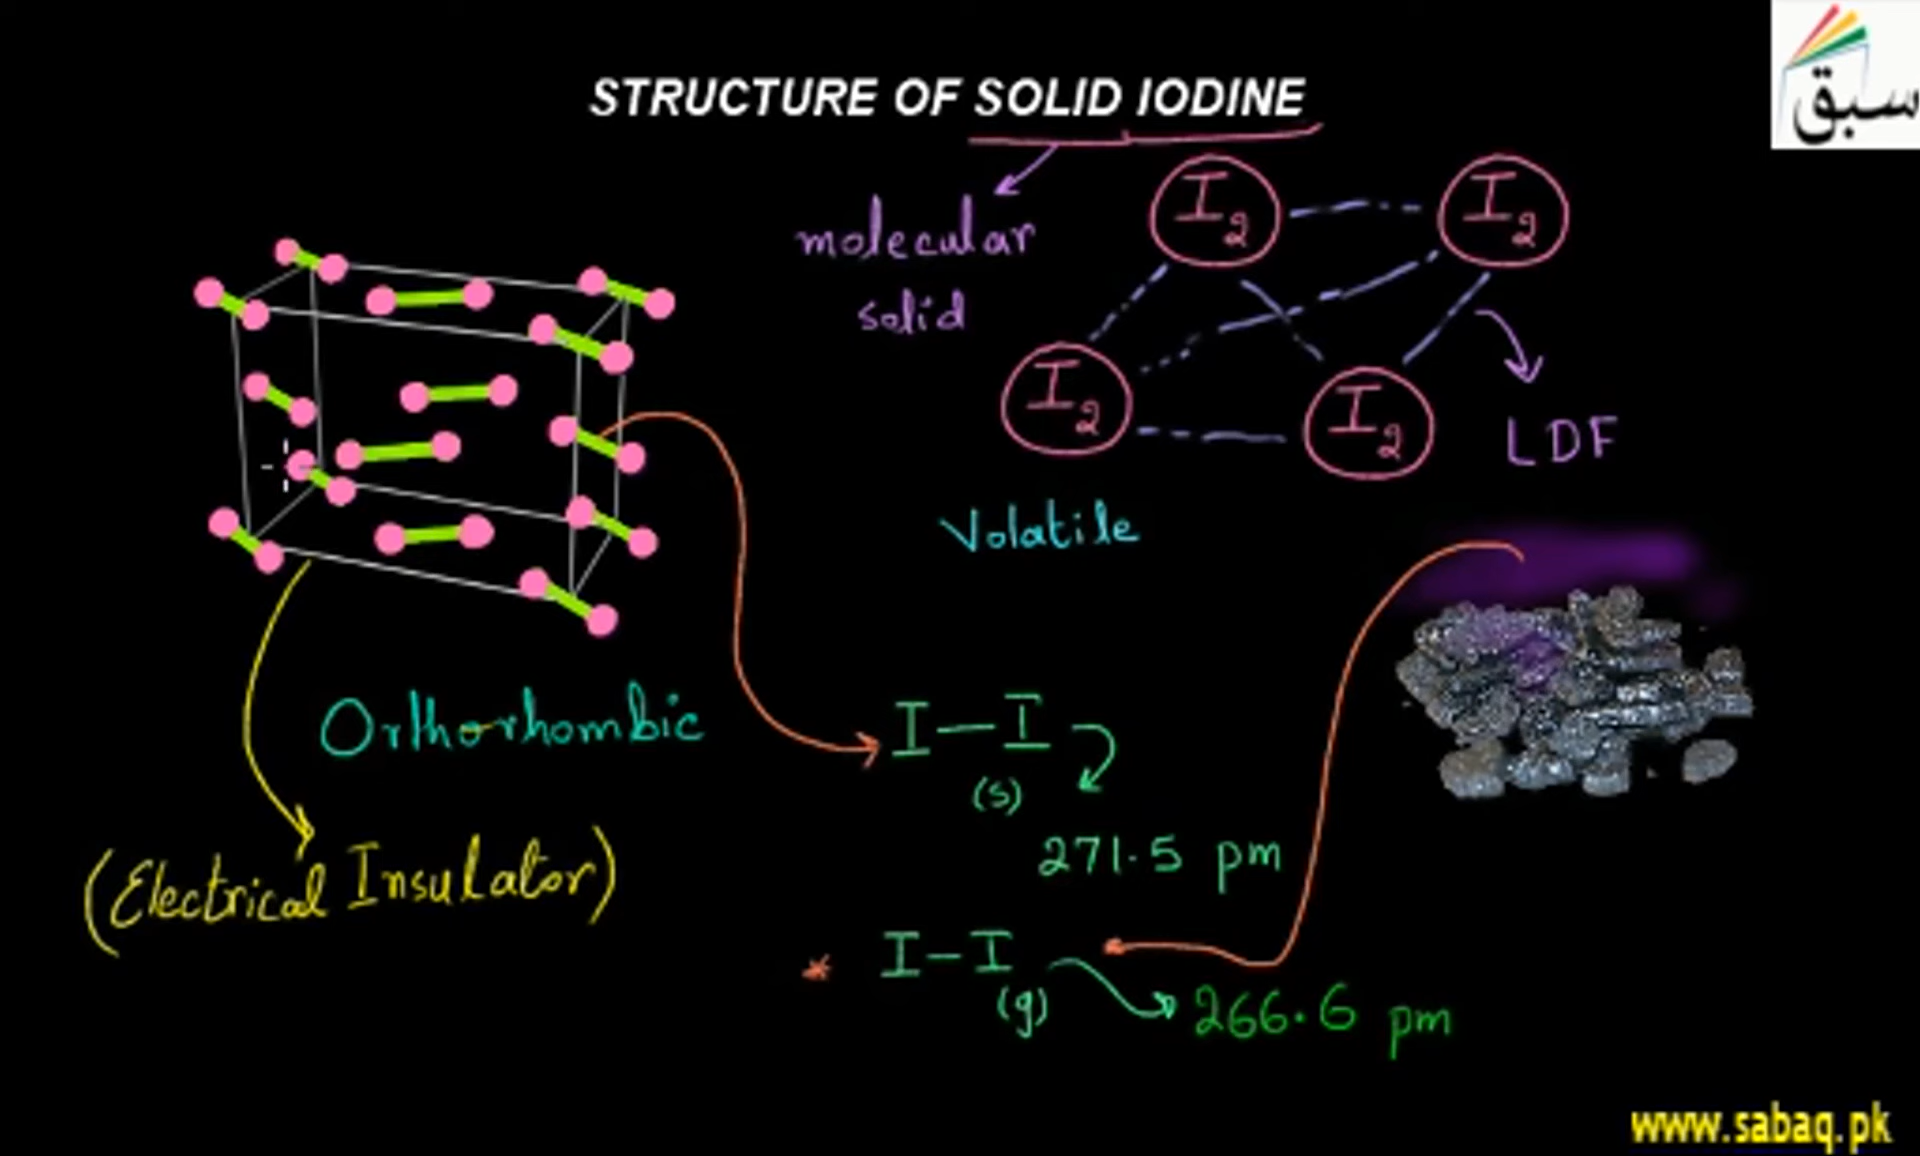 سبق
STRUCTURE OF SOLID IODINE
molecular
solid
I₂
I₂
I₂
I₂
LDF
Volatile
Orthorhombic
I—I
(s)
271.5 pm
(Electrical Insulator)
* I–I
(g)
266.6 pm
www.sabaq.pk